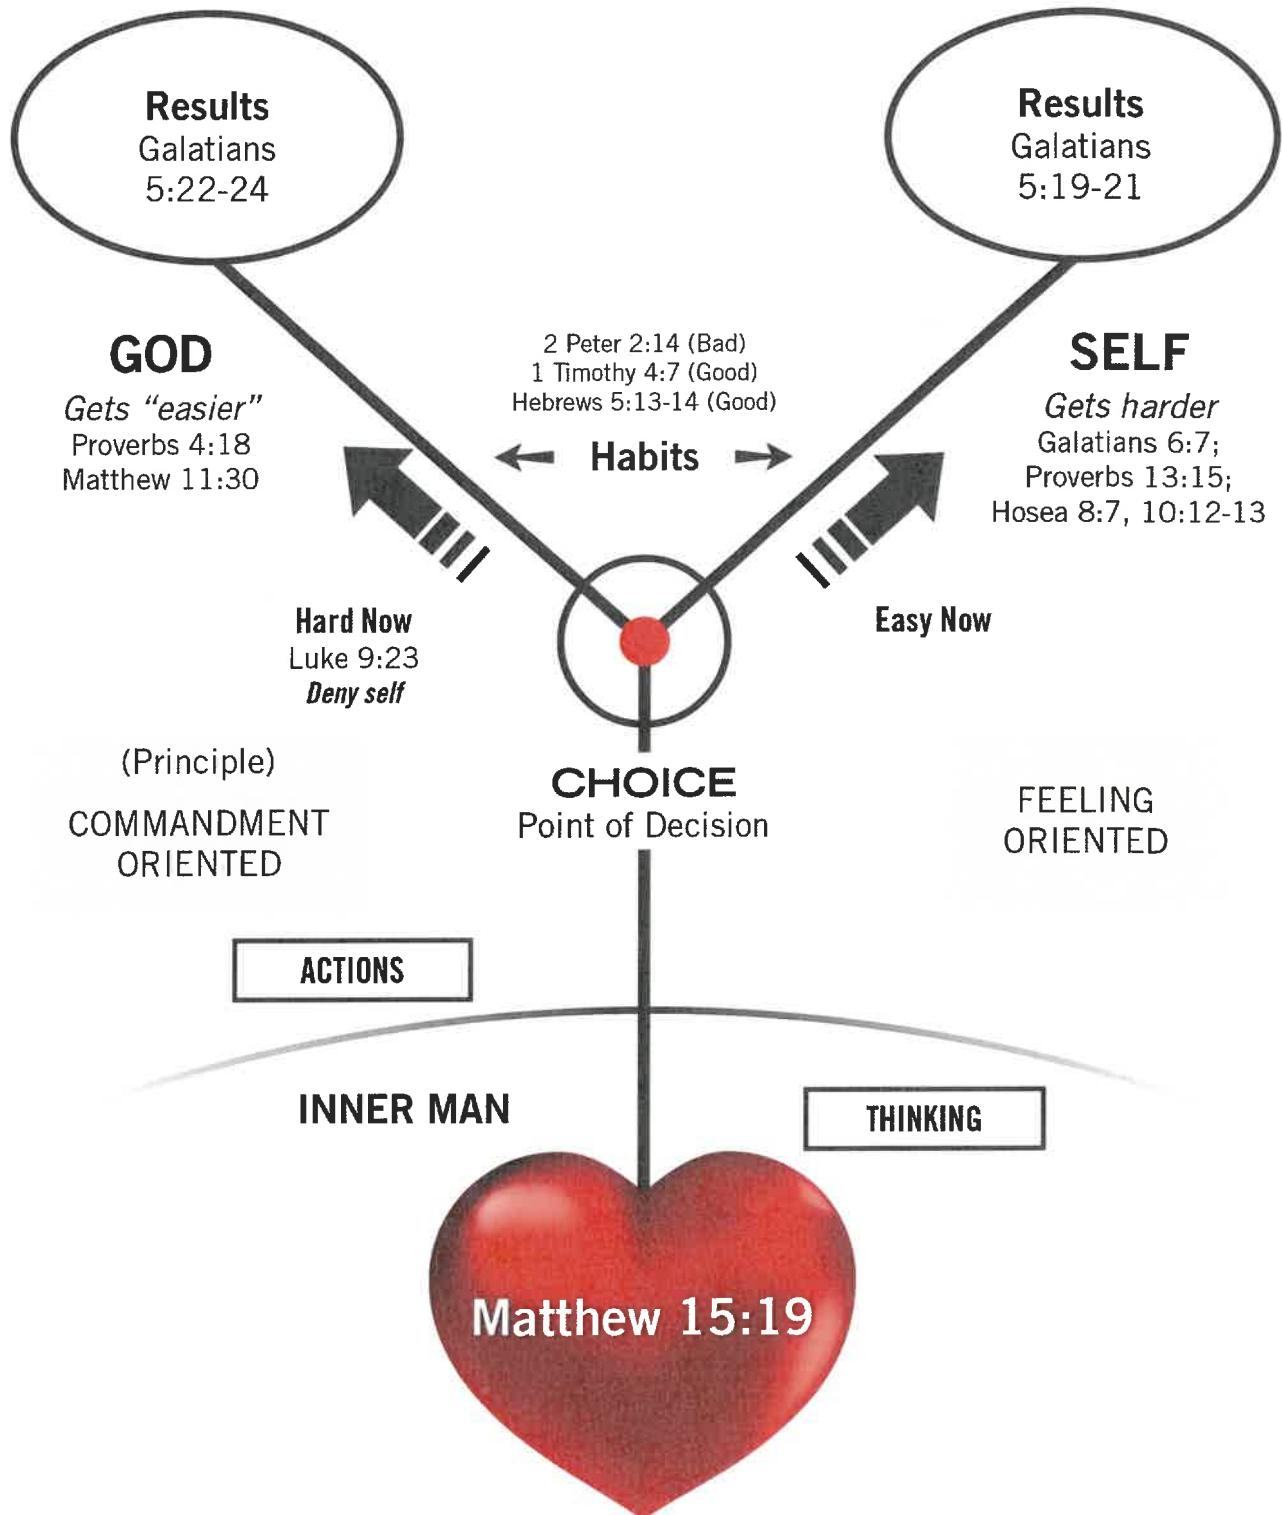 Results
Galatians
5:22-24
Results
Galatians
5:19-21
GOD
Gets “easier”
Proverbs 4:18
Matthew 11:30
2 Peter 2:14 (Bad)
1 Timothy 4:7 (Good)
Hebrews 5:13-14 (Good)
Habits
SELF
Gets harder
Galatians 6:7;
Proverbs 13:15;
Hosea 8:7, 10:12-13
Hard Now
Luke 9:23
Deny self
Easy Now
(Principle)
COMMANDMENT
ORIENTED
CHOICE
Point of Decision
FEELING
ORIENTED
ACTIONS
INNER MAN
THINKING
Matthew 15:19